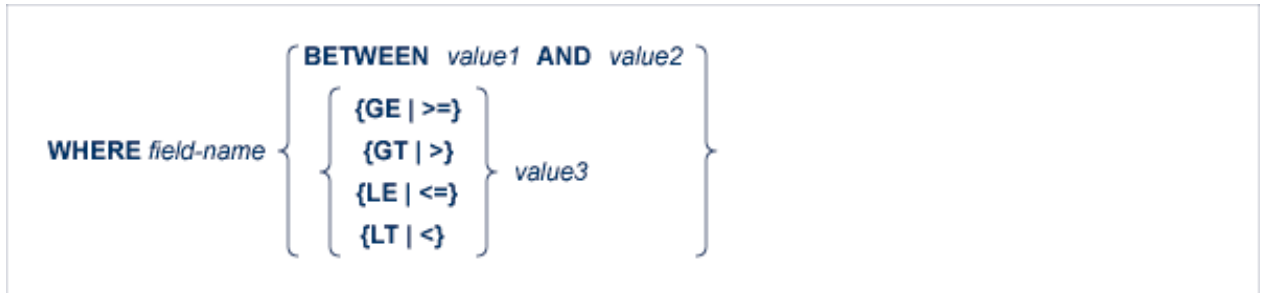 BETWEEN value1 AND value2
{GE | >=}
{GT | >}
WHERE field-name
value3
{LE | <=}
{LT | <}